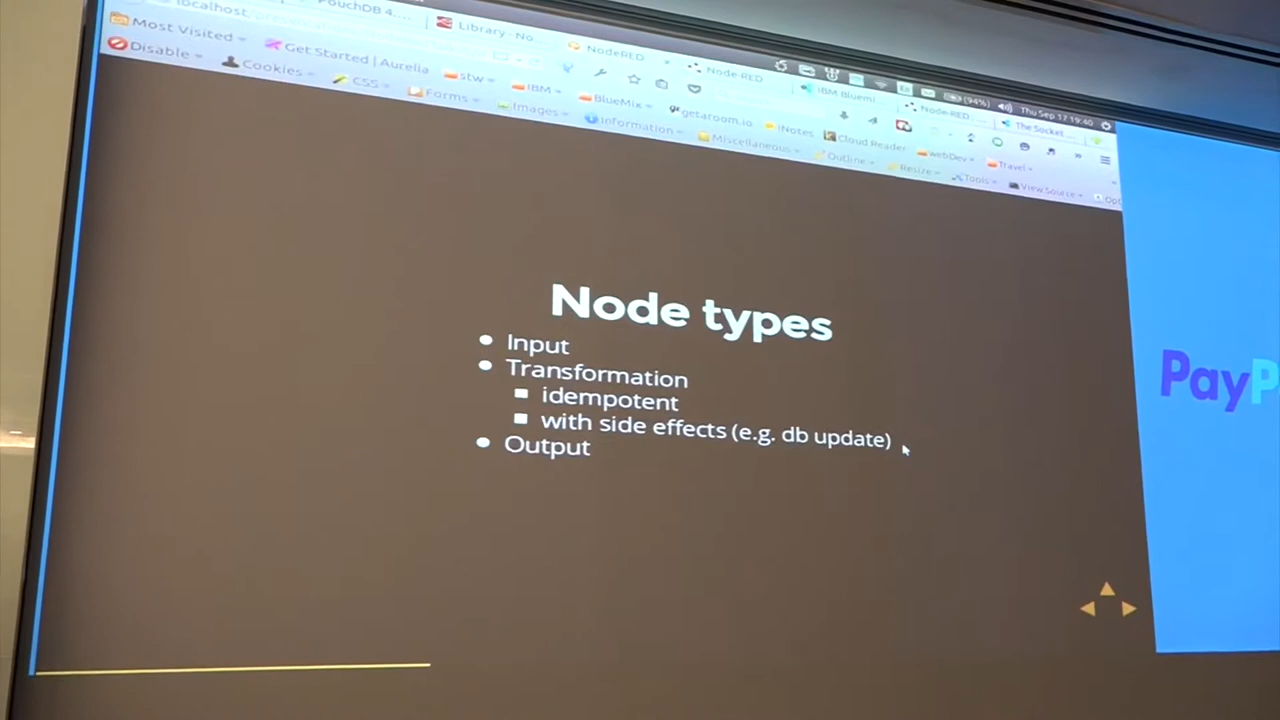 localhost
PouchDB 4....
Library - No...
NodeRED
Node-RED
IBM Bluemi
Node-RED
The Socket
(94%)
Thu Sep 17 19:40
Most Visited
Get Started | Aurelia
Disable
Cookies
CSS
Forms
stw
Images
IBM
BlueMix
Information
getaroom.io
iNotes
Miscellaneous
Cloud Reader
Outline
webDev
Resize
Travel
Tools
View Source
Opt
Node types
Input
Transformation
idempotent
with side effects (e.g. db update)
Output
PayP